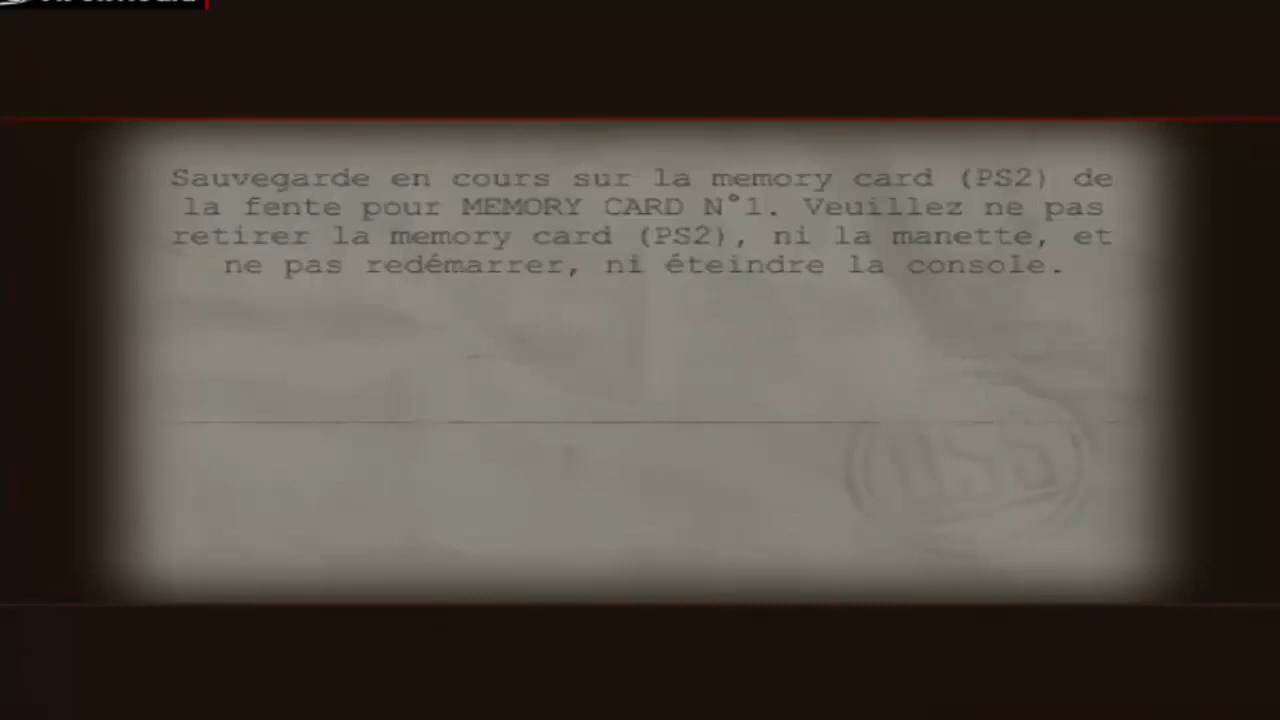 Sauvegarde en cours sur la memory card (PS2) de
la fente pour MEMORY CARD N°1. Veuillez ne pas
retirer la memory card (PS2), ni la manette, et
ne pas redémarrer, ni éteindre la console.